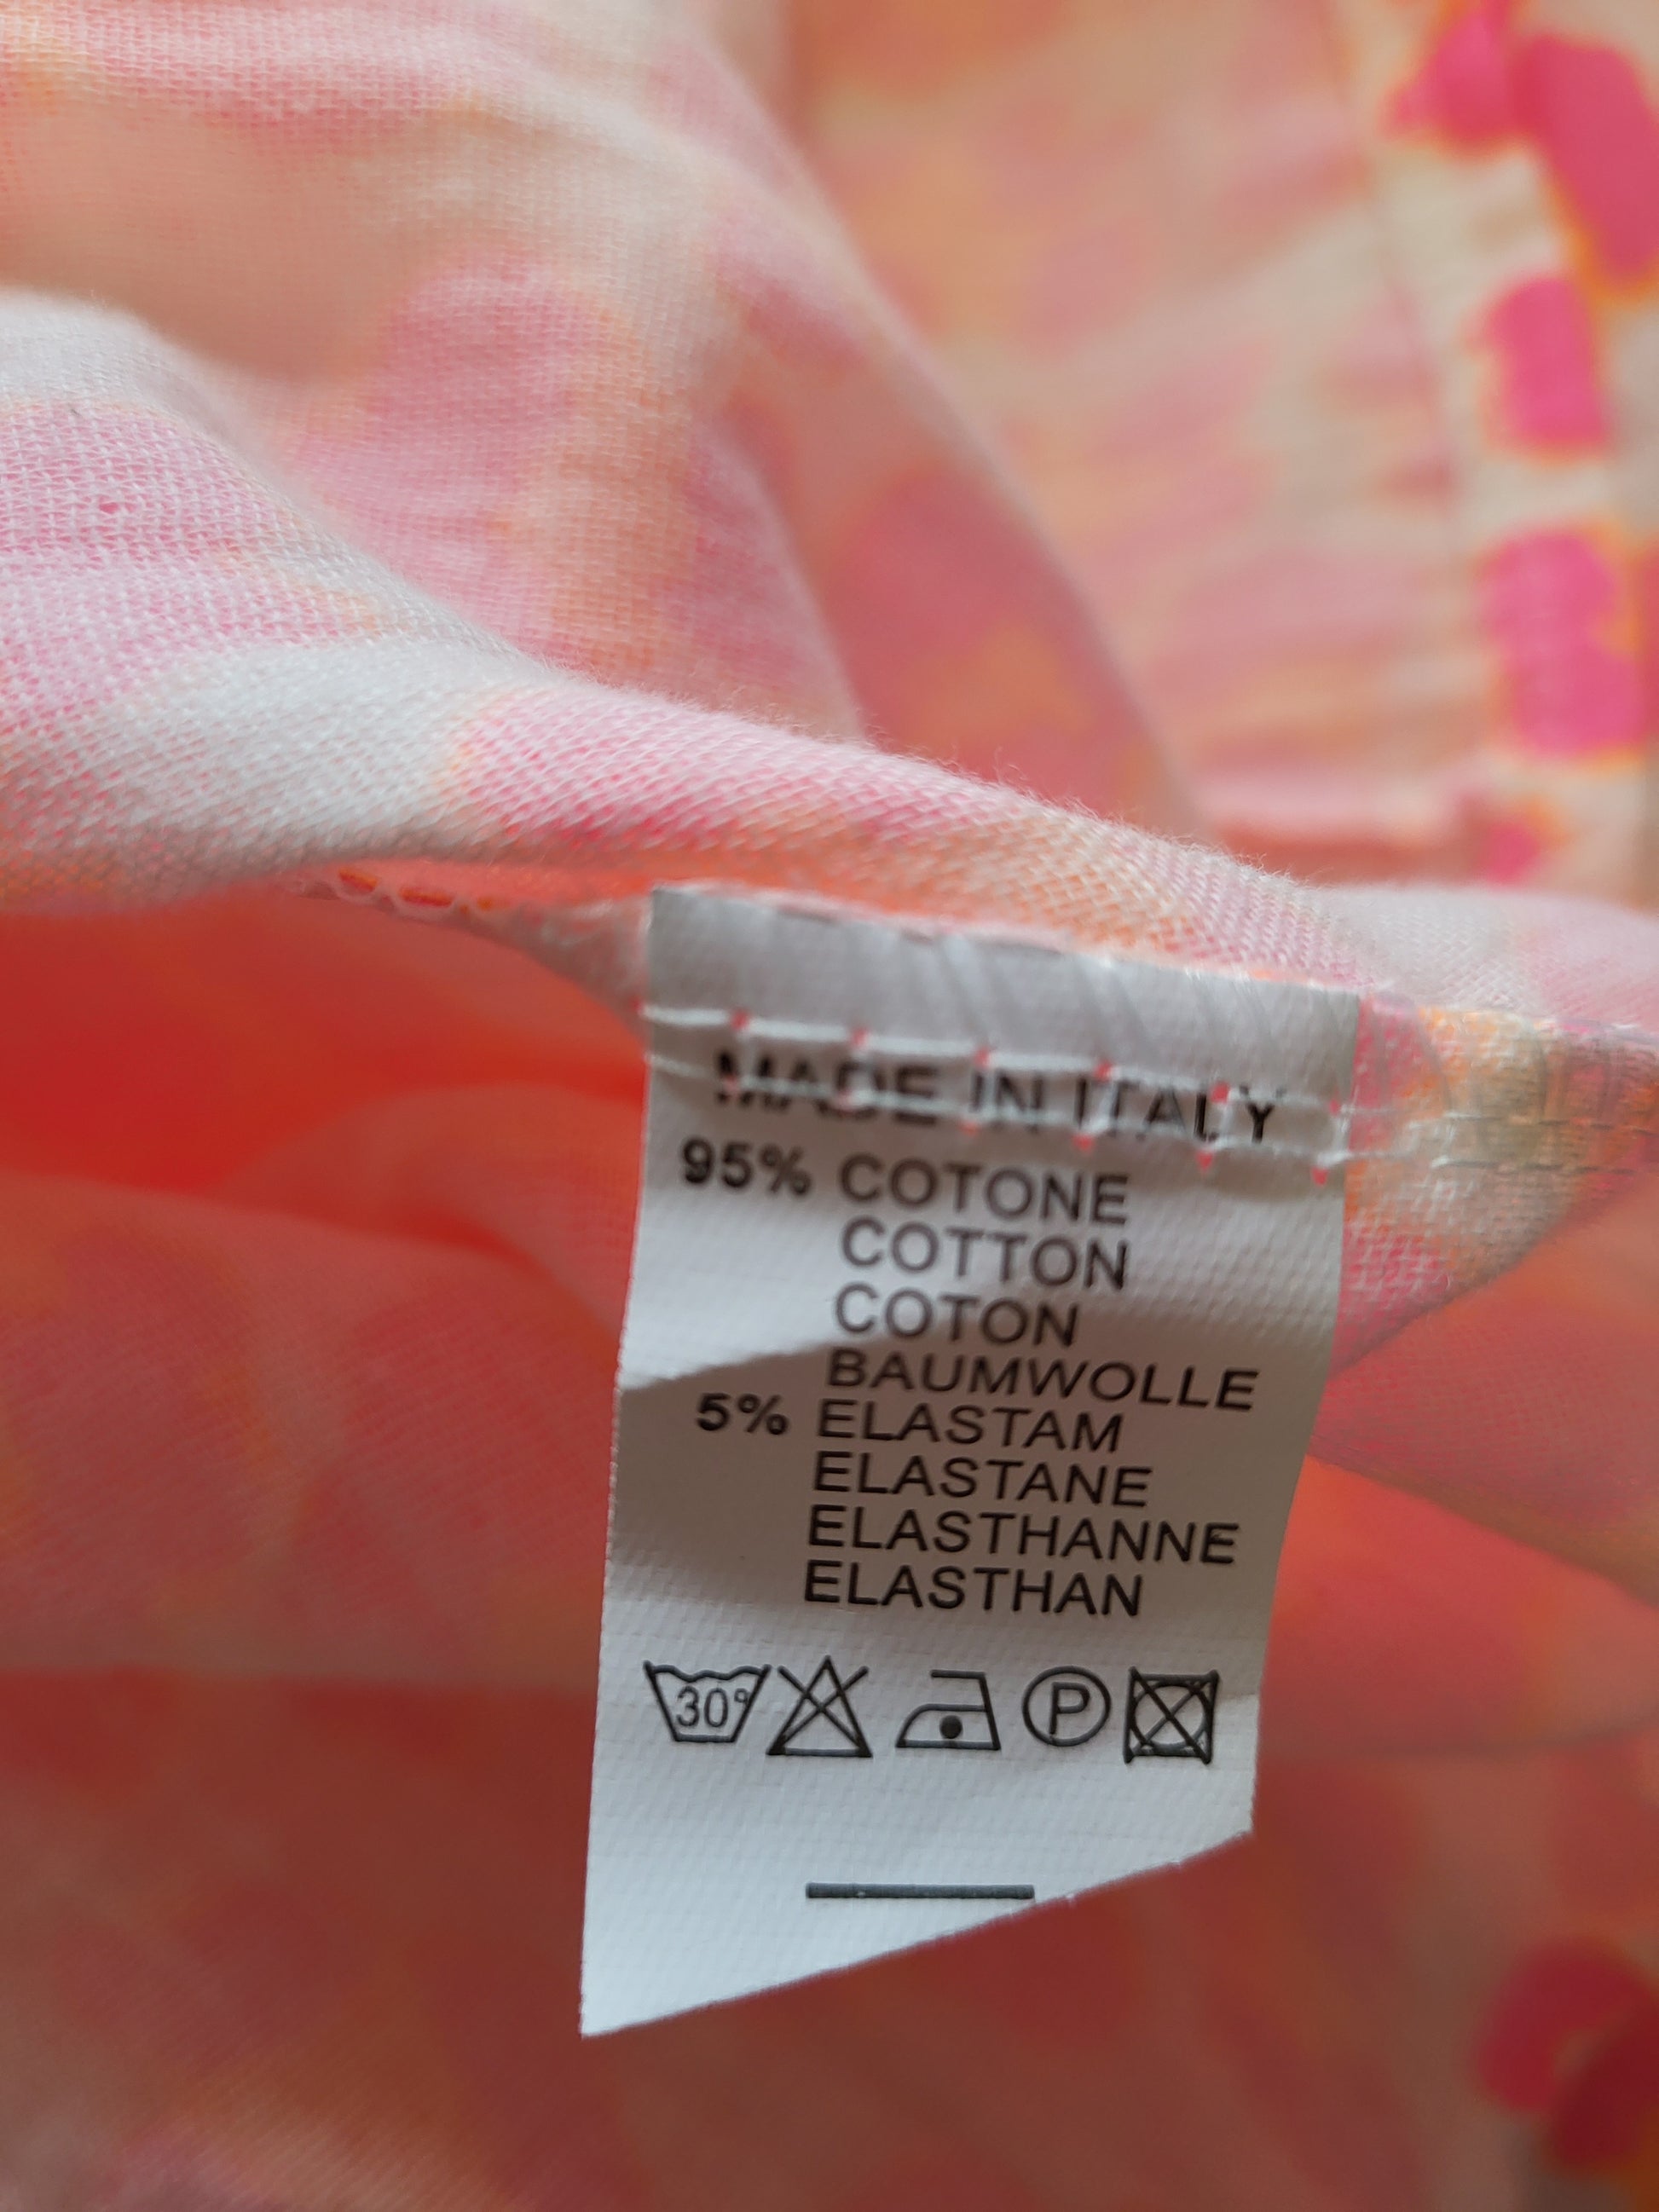 MADE IN ITALY
95% COTONE
COTTON
COTON
BAUMWOLLE
5% ELASTAM
ELASTANE
ELASTHANNE
ELASTHAN
30° P